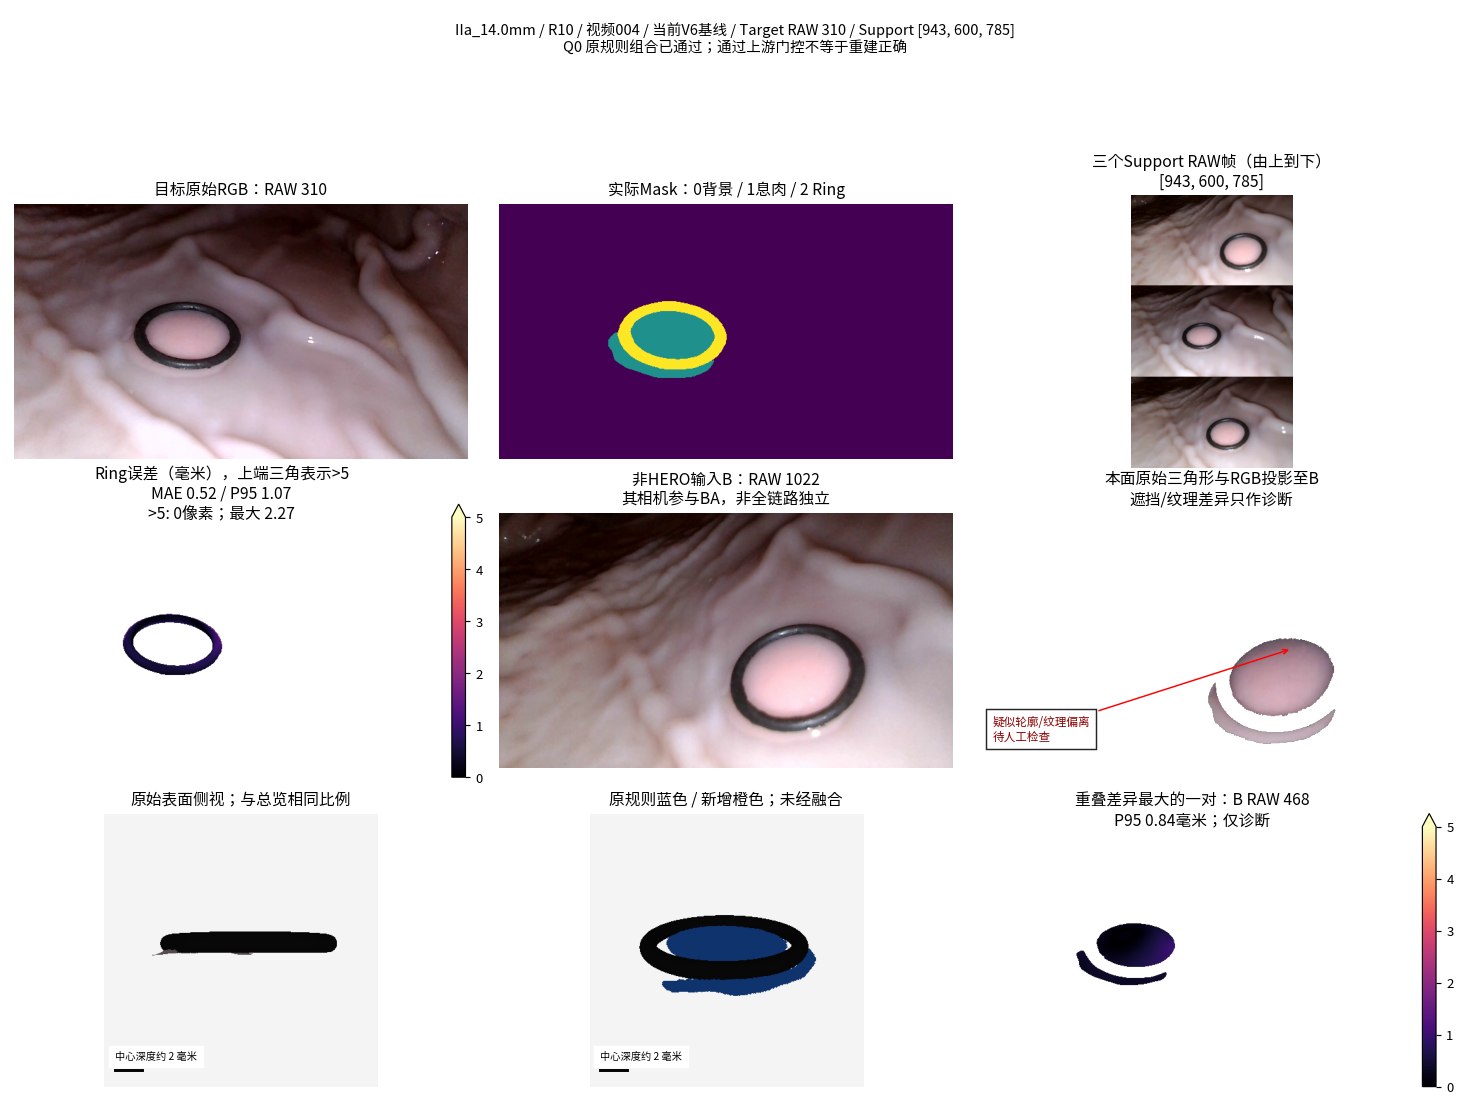 IIa_14.0mm / R10 / 视频004 / 当前V6基线 / Target RAW 310 / Support [943, 600, 785]
Q0 原规则组合已通过；通过上游门控不等于重建正确
目标原始RGB：RAW 310
实际Mask：0背景 / 1息肉 / 2 Ring
三个Support RAW帧（由上到下）
[943, 600, 785]
Ring误差（毫米），上端三角表示>5
MAE 0.52 / P95 1.07
>5: 0像素；最大 2.27
5
4
3
2
1
0
非HERO输入B：RAW 1022
其相机参与BA，非全链路独立
本面原始三角形与RGB投影至B
遮挡/纹理差异只作诊断
疑似轮廓/纹理偏离
待人工检查
原始表面侧视；与总览相同比例
中心深度约 2 毫米
原规则蓝色 / 新增橙色；未经融合
中心深度约 2 毫米
重叠差异最大的一对：B RAW 468
P95 0.84毫米；仅诊断
5
4
3
2
1
0